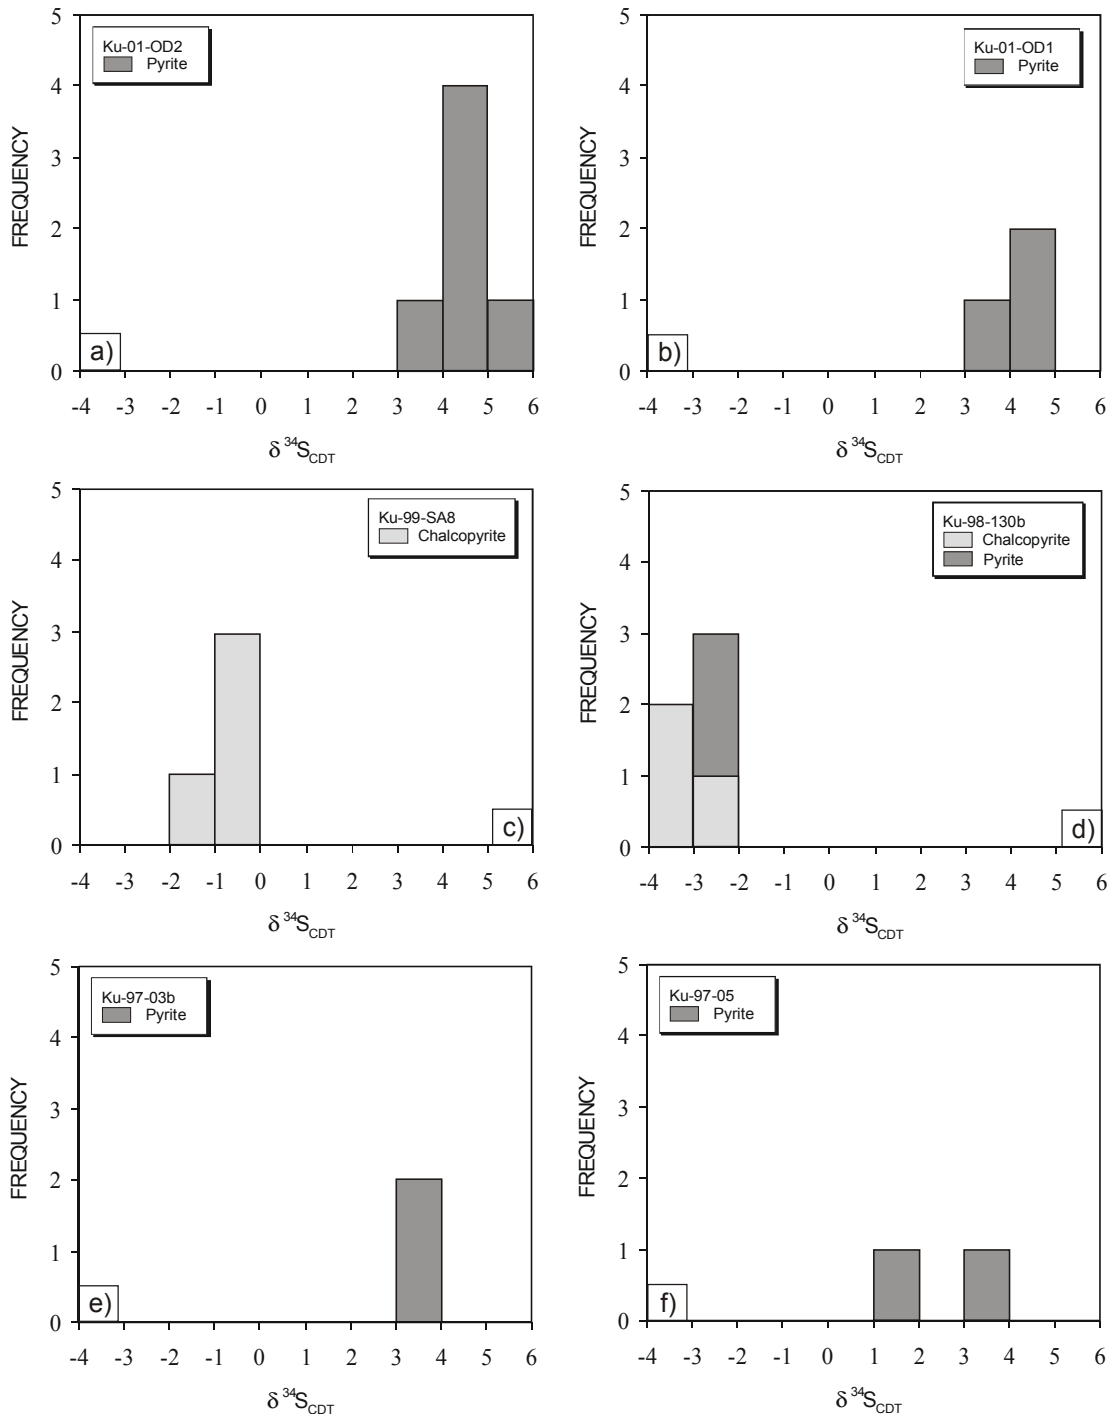 Ku-01-OD2
Pyrite
5
4
3
2
1
0
FREQUENCY
a)
-4 -3 -2 -1 0 1 2 3 4 5 6
δ ³⁴S_CDT
Ku-01-OD1
Pyrite
5
4
3
2
1
0
FREQUENCY
b)
-4 -3 -2 -1 0 1 2 3 4 5 6
δ ³⁴S_CDT
Ku-99-SA8
Chalcopyrite
5
4
3
2
1
0
FREQUENCY
c)
-4 -3 -2 -1 0 1 2 3 4 5 6
δ ³⁴S_CDT
Ku-98-130b
Chalcopyrite
Pyrite
5
4
3
2
1
0
FREQUENCY
d)
-4 -3 -2 -1 0 1 2 3 4 5 6
δ ³⁴S_CDT
Ku-97-03b
Pyrite
5
4
3
2
1
0
FREQUENCY
e)
-4 -3 -2 -1 0 1 2 3 4 5 6
δ ³⁴S_CDT
Ku-97-05
Pyrite
5
4
3
2
1
0
FREQUENCY
f)
-4 -3 -2 -1 0 1 2 3 4 5 6
δ ³⁴S_CDT